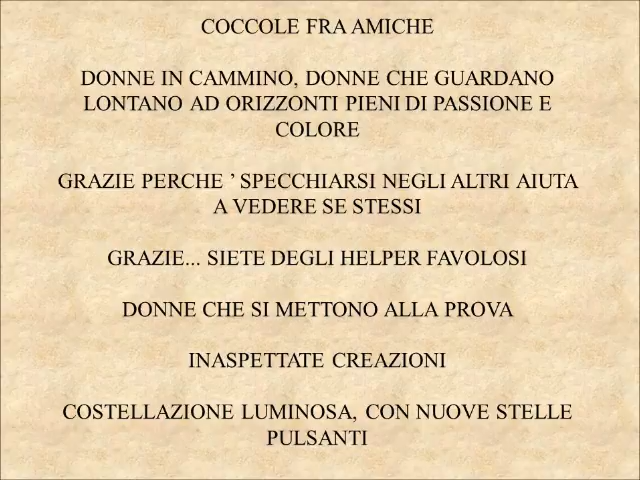 COCCOLE FRA AMICHE
DONNE IN CAMMINO, DONNE CHE GUARDANO
LONTANO AD ORIZZONTI PIENI DI PASSIONE E
COLORE
GRAZIE PERCHE ’ SPECCHIARSI NEGLI ALTRI AIUTA
A VEDERE SE STESSI
GRAZIE... SIETE DEGLI HELPER FAVOLOSI
DONNE CHE SI METTONO ALLA PROVA
INASPETTATE CREAZIONI
COSTELLAZIONE LUMINOSA, CON NUOVE STELLE
PULSANTI